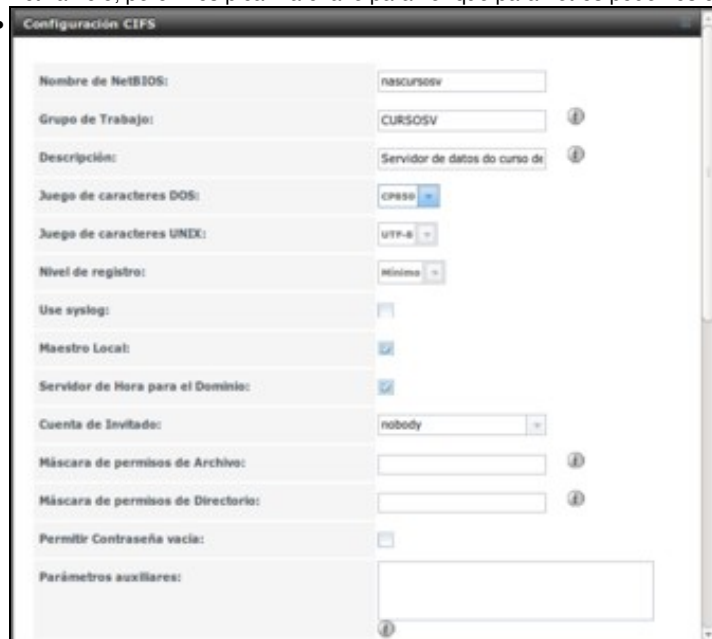 Configuración CIFS
Nombre de NetBIOS: nascursosv
Grupo de Trabajo: CURSOSV
Descripción: Servidor de datos do curso de
Juego de caracteres DOS: CP850
Juego de caracteres UNIX: UTF-8
Nivel de registro: Mínimo
Use syslog:
Maestro Local:
Servidor de Hora para el Dominio:
Cuenta de Invitado: nobody
Máscara de permisos de Archivo:
Máscara de permisos de Directorio:
Permitir Contraseña vacía:
Parámetros auxiliares: